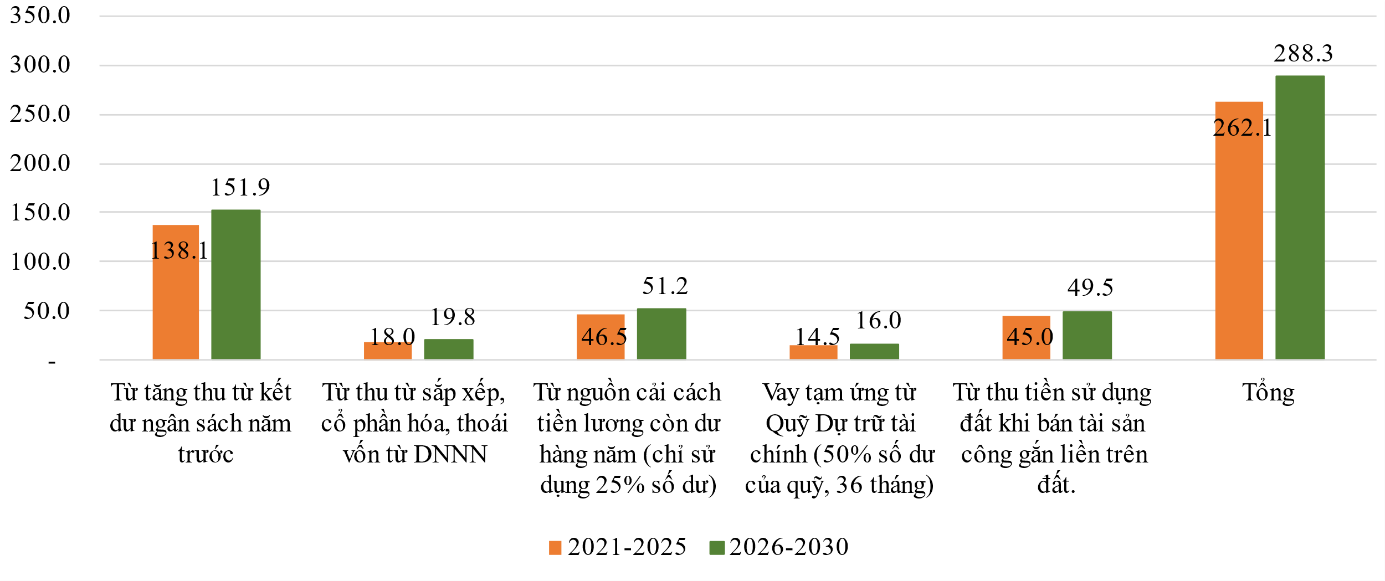 350.0
300.0
250.0
200.0
150.0
100.0
50.0
-
138.1
151.9
18.0
19.8
46.5
51.2
14.5
16.0
45.0
49.5
262.1
288.3
Từ tăng thu từ kết
dư ngân sách năm
trước
Từ thu từ sắp xếp,
cổ phần hóa, thoái
vốn từ DNNN
Từ nguồn cải cách
tiền lương còn dư
hàng năm (chỉ sử
dụng 25% số dư)
Vay tạm ứng từ
Quỹ Dự trữ tài
chính (50% số dư
của quỹ, 36 tháng)
Từ thu tiền sử dụng
đất khi bán tài sản
công gắn liền trên
đất.
Tổng
2021-2025
2026-2030